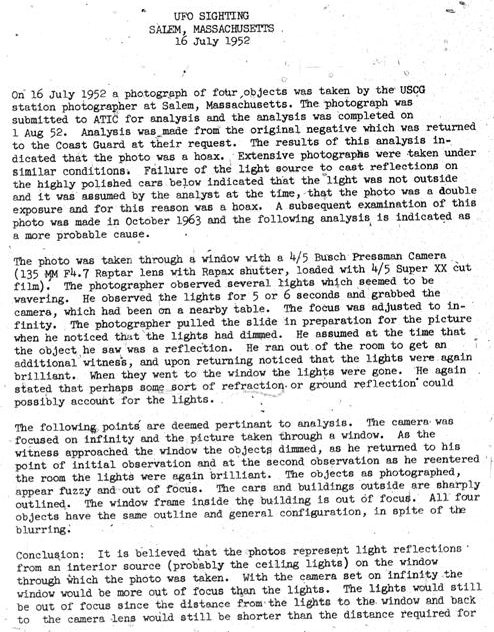 UFO SIGHTING
SALEM, MASSACHUSETTS
16 July 1952
On 16 July 1952 a photograph of four objects was taken by the USCG
station photographer at Salem, Massachusetts. The photograph was
submitted to ATIC for analysis and the analysis was completed on
1 Aug 52. Analysis was made from the original negative which was returned
to the Coast Guard at their request. The results of this analysis in-
dicated that the photo was a hoax. Extensive photographs were taken under
similar conditions. Failure of the light source to cast reflections on
the highly polished cars below indicated that the light was not outside
and it was assumed by the analyst at the time, that the photo was a double
exposure and for this reason was a hoax. A subsequent examination of this
photo was made in October 1963 and the following analysis is indicated as
a more probable cause.
The photo was taken through a window with a 4/5 Busch Pressman Camera
(135 MM F4.7 Raptar lens with Rapax shutter, loaded with 4/5 Super XX cut
film). The photographer observed several lights which seemed to be
wavering. He observed the lights for 5 or 6 seconds and grabbed the
camera, which had been on a nearby table. The focus was adjusted to in-
finity. The photographer pulled the slide in preparation for the picture
when he noticed that the lights had dimmed. He assumed at the time that
the object he saw was a reflection. He ran out of the room to get an
additional witness, and upon returning noticed that the lights were again
brilliant. When they went to the window the lights were gone. He again
stated that perhaps some sort of refraction or ground reflection could
possibly account for the lights.
The following points are deemed pertinant to analysis. The camera was
focused on infinity and the picture taken through a window. As the
witness approached the window the objects dimmed, as he returned to his
point of initial observation and at the second observation as he reentered
the room the lights were again brilliant. The objects as photographed,
appear fuzzy and out of focus. The cars and buildings outside are sharply
outlined. The window frame inside the building is out of focus. All four
objects have the same outline and general configuration, in spite of the
blurring.
Conclusion: It is believed that the photos represent light reflections
from an interior source (probably the ceiling lights) on the window
through which the photo was taken. With the camera set on infinity the
window would be more out of focus than the lights. The lights would still
be out of focus since the distance from the lights to the window and back
to the camera lens would still be shorter than the distance required for